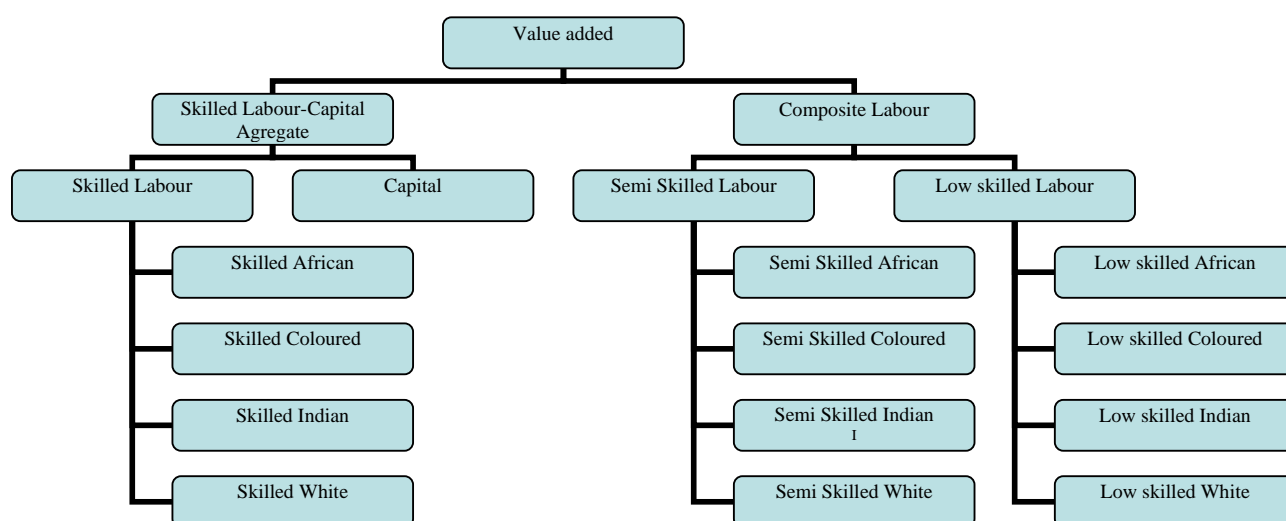 Value added
Skilled Labour-Capital
Agregate
Composite Labour
Skilled Labour
Capital
Semi Skilled Labour
Low skilled Labour
Skilled African
Semi Skilled African
Low skilled African
Skilled Coloured
Semi Skilled Coloured
Low skilled Coloured
Skilled Indian
Semi Skilled Indian
I
Low skilled Indian
Skilled White
Semi Skilled White
Low skilled White